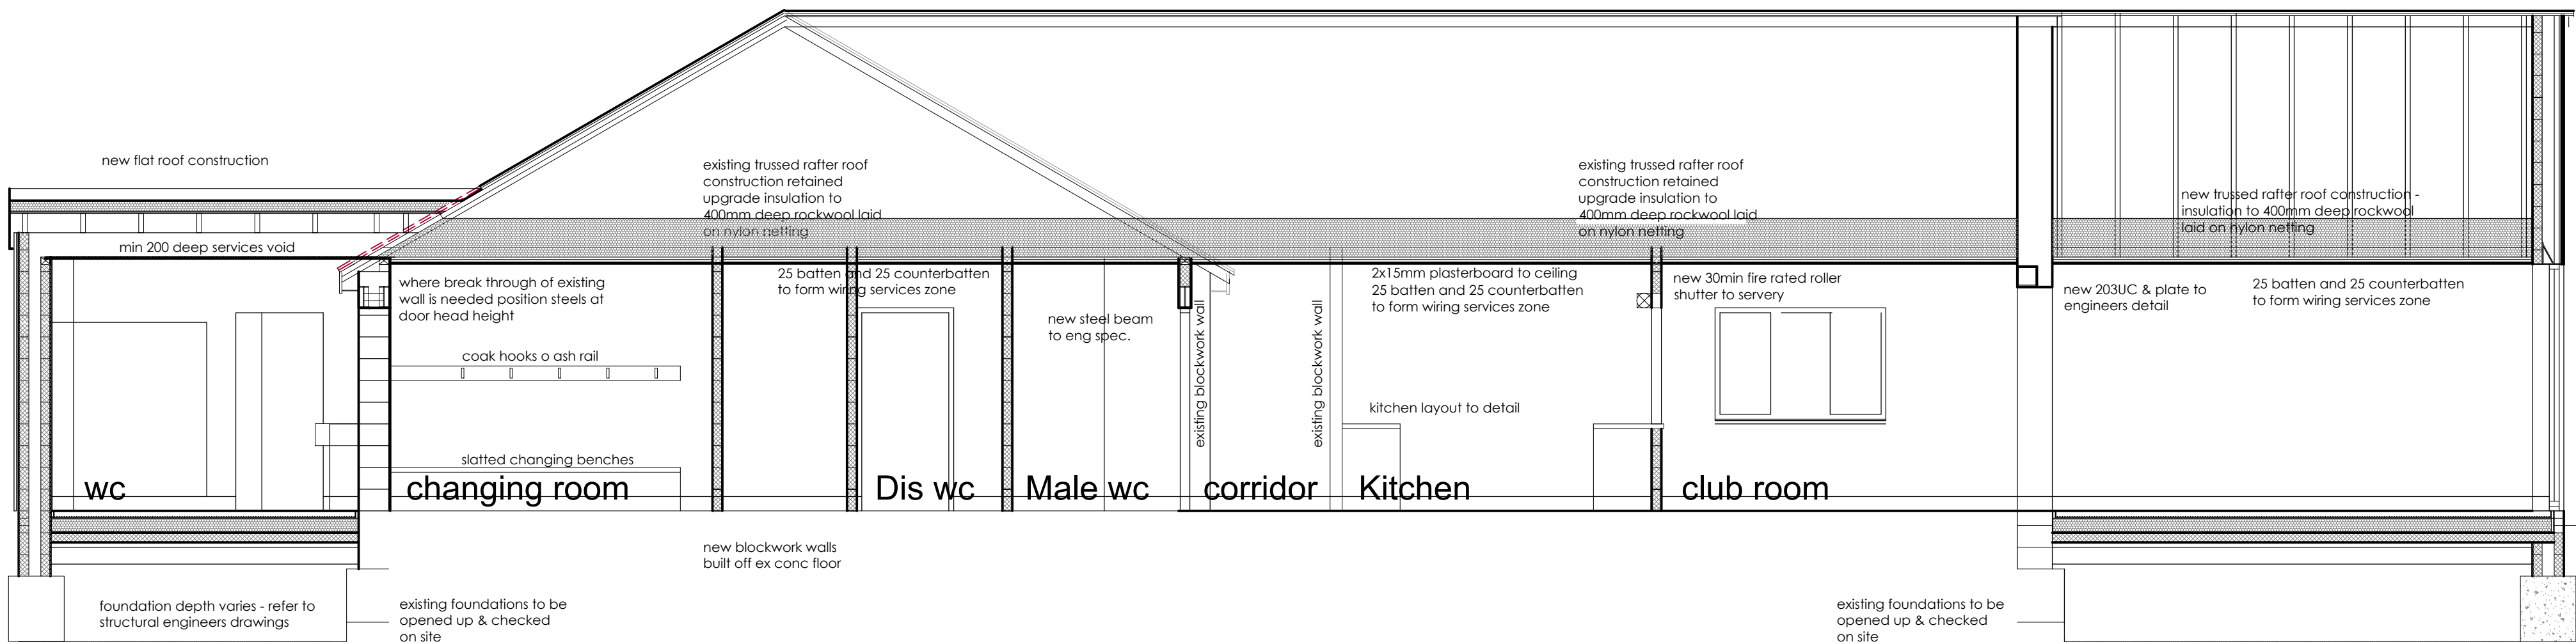 new flat roof construction
min 200 deep services void
existing trussed rafter roof
construction retained
upgrade insulation to
400mm deep rockwool laid
on nylon netting
existing trussed rafter roof
construction retained
upgrade insulation to
400mm deep rockwool laid
on nylon netting
new trussed rafter roof construction -
insulation to 400mm deep rockwool
laid on nylon netting
where break through of existing
wall is needed position steels at
door head height
25 batten and 25 counterbatten
to form wiring services zone
new steel beam
to eng spec.
existing blockwork wall
existing blockwork wall
2x15mm plasterboard to ceiling
25 batten and 25 counterbatten
to form wiring services zone
new 30min fire rated roller
shutter to servery
new 203UC & plate to
engineers detail
25 batten and 25 counterbatten
to form wiring services zone
coak hooks o ash rail
kitchen layout to detail
slatted changing benches
wc
changing room
Dis wc
Male wc
corridor
Kitchen
club room
new blockwork walls
built off ex conc floor
foundation depth varies - refer to
structural engineers drawings
existing foundations to be
opened up & checked
on site
existing foundations to be
opened up & checked
on site